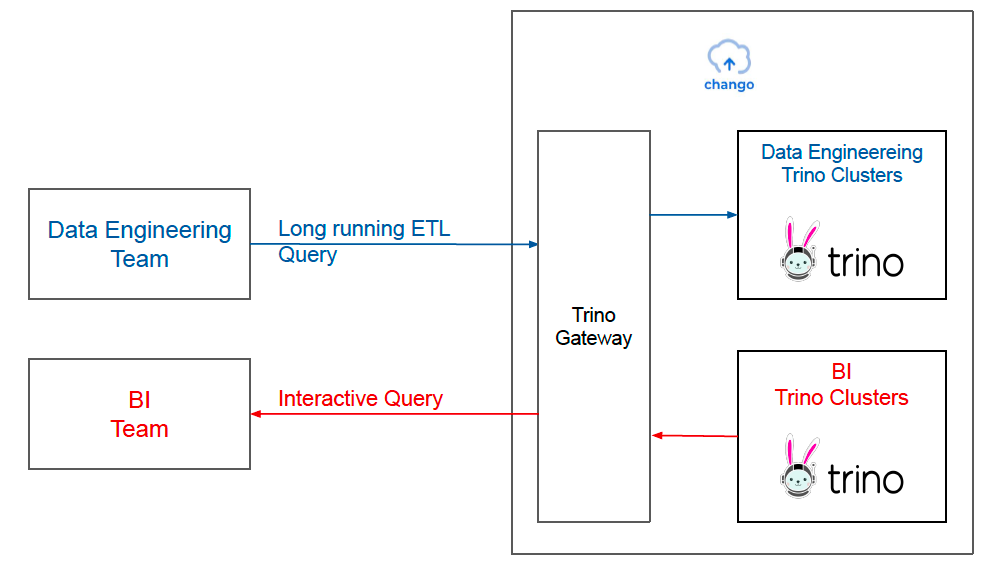 chango
Data Engineereing
Trino Clusters
trino
Data Engineering
Team
Long running ETL
Query
Trino
Gateway
BI
Team
Interactive Query
BI
Trino Clusters
trino